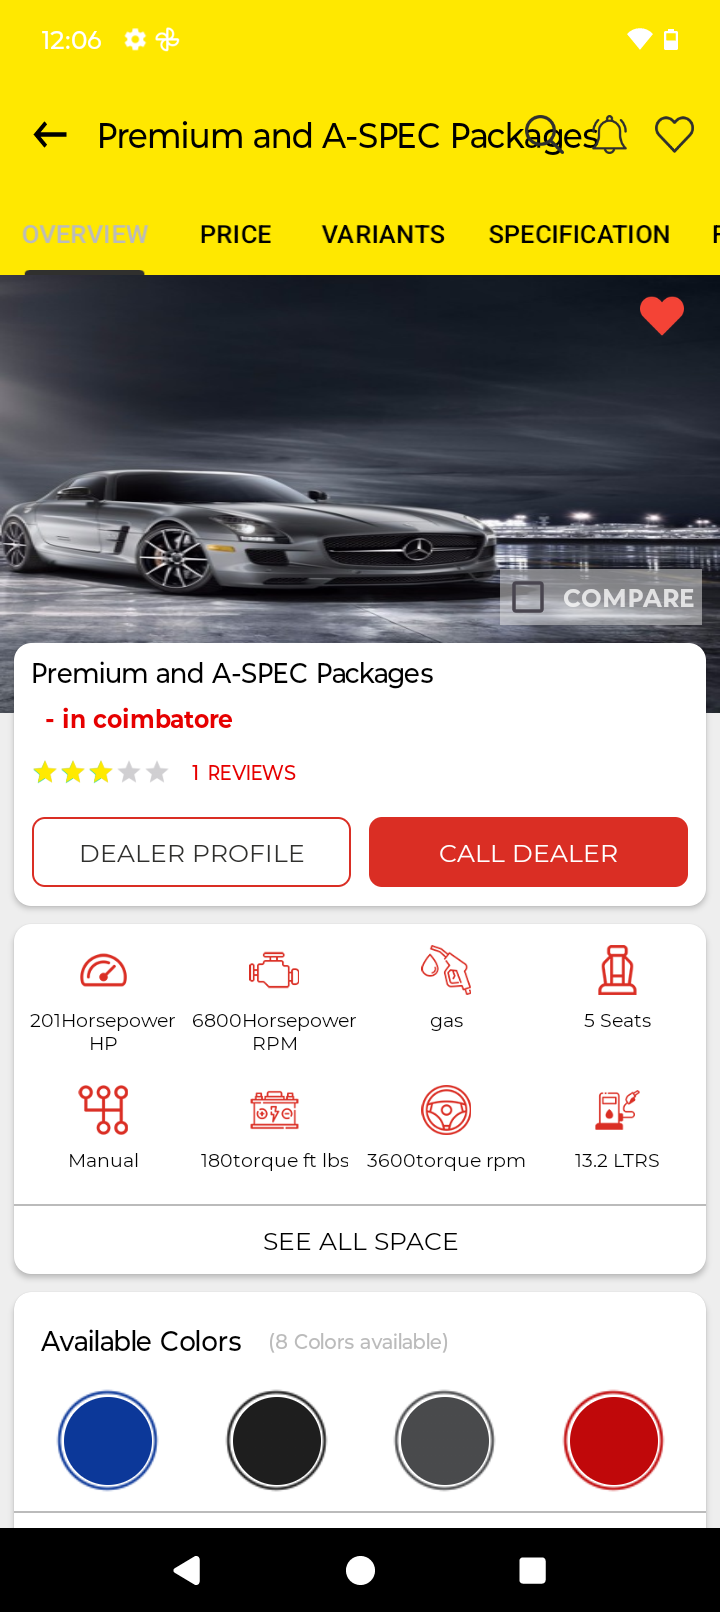 12:06
Premium and A-SPEC Packages
OVERVIEW PRICE VARIANTS SPECIFICATION
COMPARE
Premium and A-SPEC Packages
- in coimbatore
1 REVIEWS
DEALER PROFILE CALL DEALER
201Horsepower 6800Horsepower gas 5 Seats
HP RPM
Manual 180torque ft lbs 3600torque rpm 13.2 LTRS
SEE ALL SPACE
Available Colors (8 Colors available)